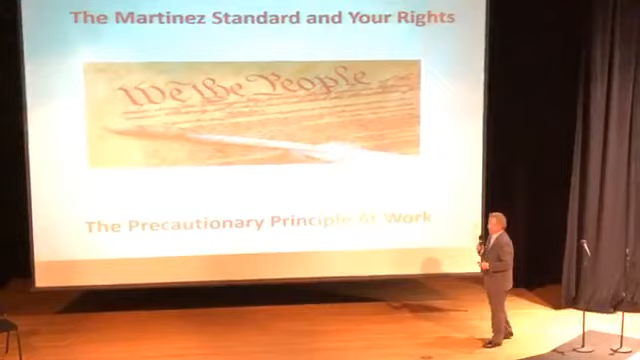 The Martinez Standard and Your Rights
We the People
The Precautionary Principle At Work